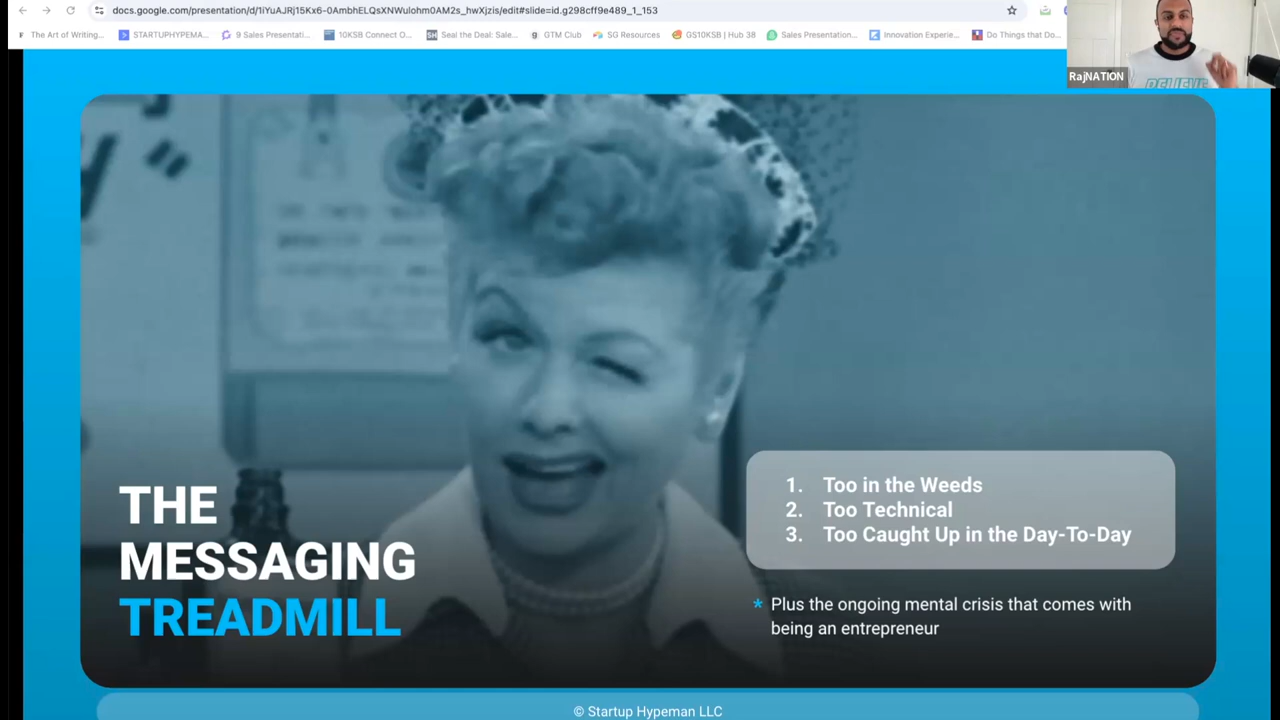 docs.google.com/presentation/d/1iYuAJRj15Kx6-0AmbhELQsXNWulohm0AM2s_hwXjzis/edit#slide=id.g298cff9e489_1_153
The Art of Writing... STARTUPHYPEMA... 9 Sales Presentati... 10KSB Connect O... Seal the Deal: Sale... GTM Club SG Resources GS10KSB | Hub 38 Sales Presentation... Innovation Experie... Do Things that Do...
RajNATION
BELIEVE
THE
MESSAGING
TREADMILL
1. Too in the Weeds
2. Too Technical
3. Too Caught Up in the Day-To-Day
* Plus the ongoing mental crisis that comes with
being an entrepreneur
© Startup Hypeman LLC